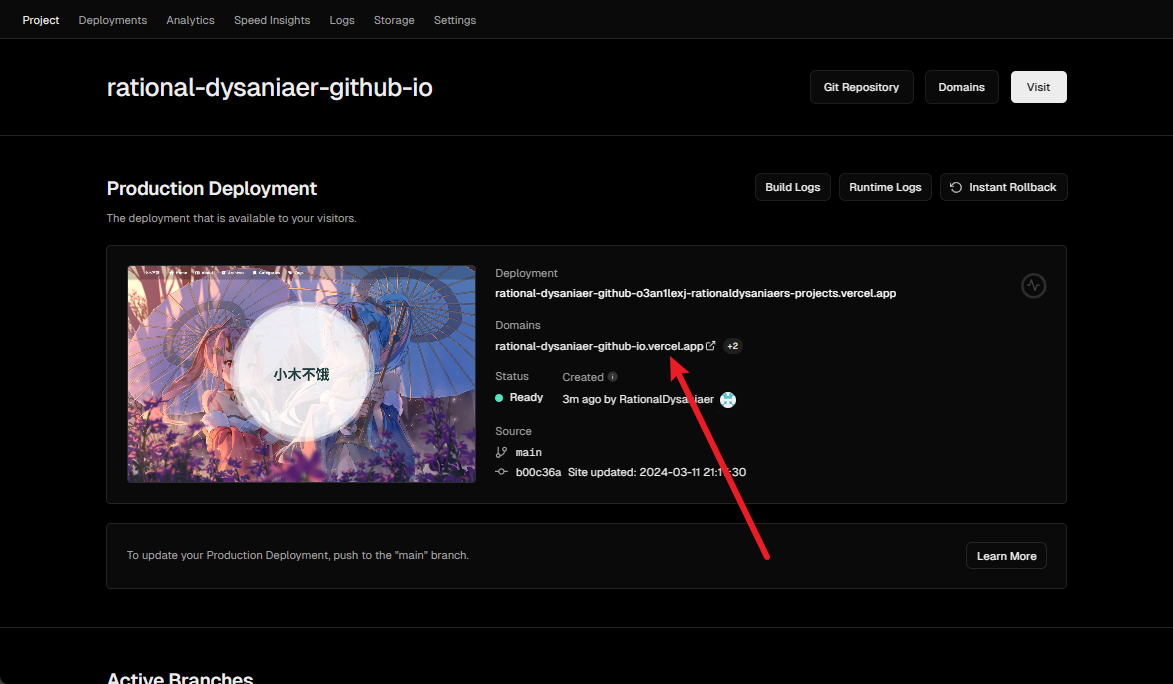 Project Deployments Analytics Speed Insights Logs Storage Settings
rational-dysaniaer-github-io
Git Repository Domains Visit
Production Deployment
Build Logs Runtime Logs Instant Rollback
The deployment that is available to your visitors.
小木不饿
Deployment
rational-dysaniaer-github-o3an1lexj-rationaldysaniaers-projects.vercel.app
Domains
rational-dysaniaer-github-io.vercel.app +2
Status Created
Ready 3m ago by RationalDysaniaer
Source
main
b00c36a Site updated: 2024-03-11 21:
To update your Production Deployment, push to the "main" branch.
Learn More
Active Branches